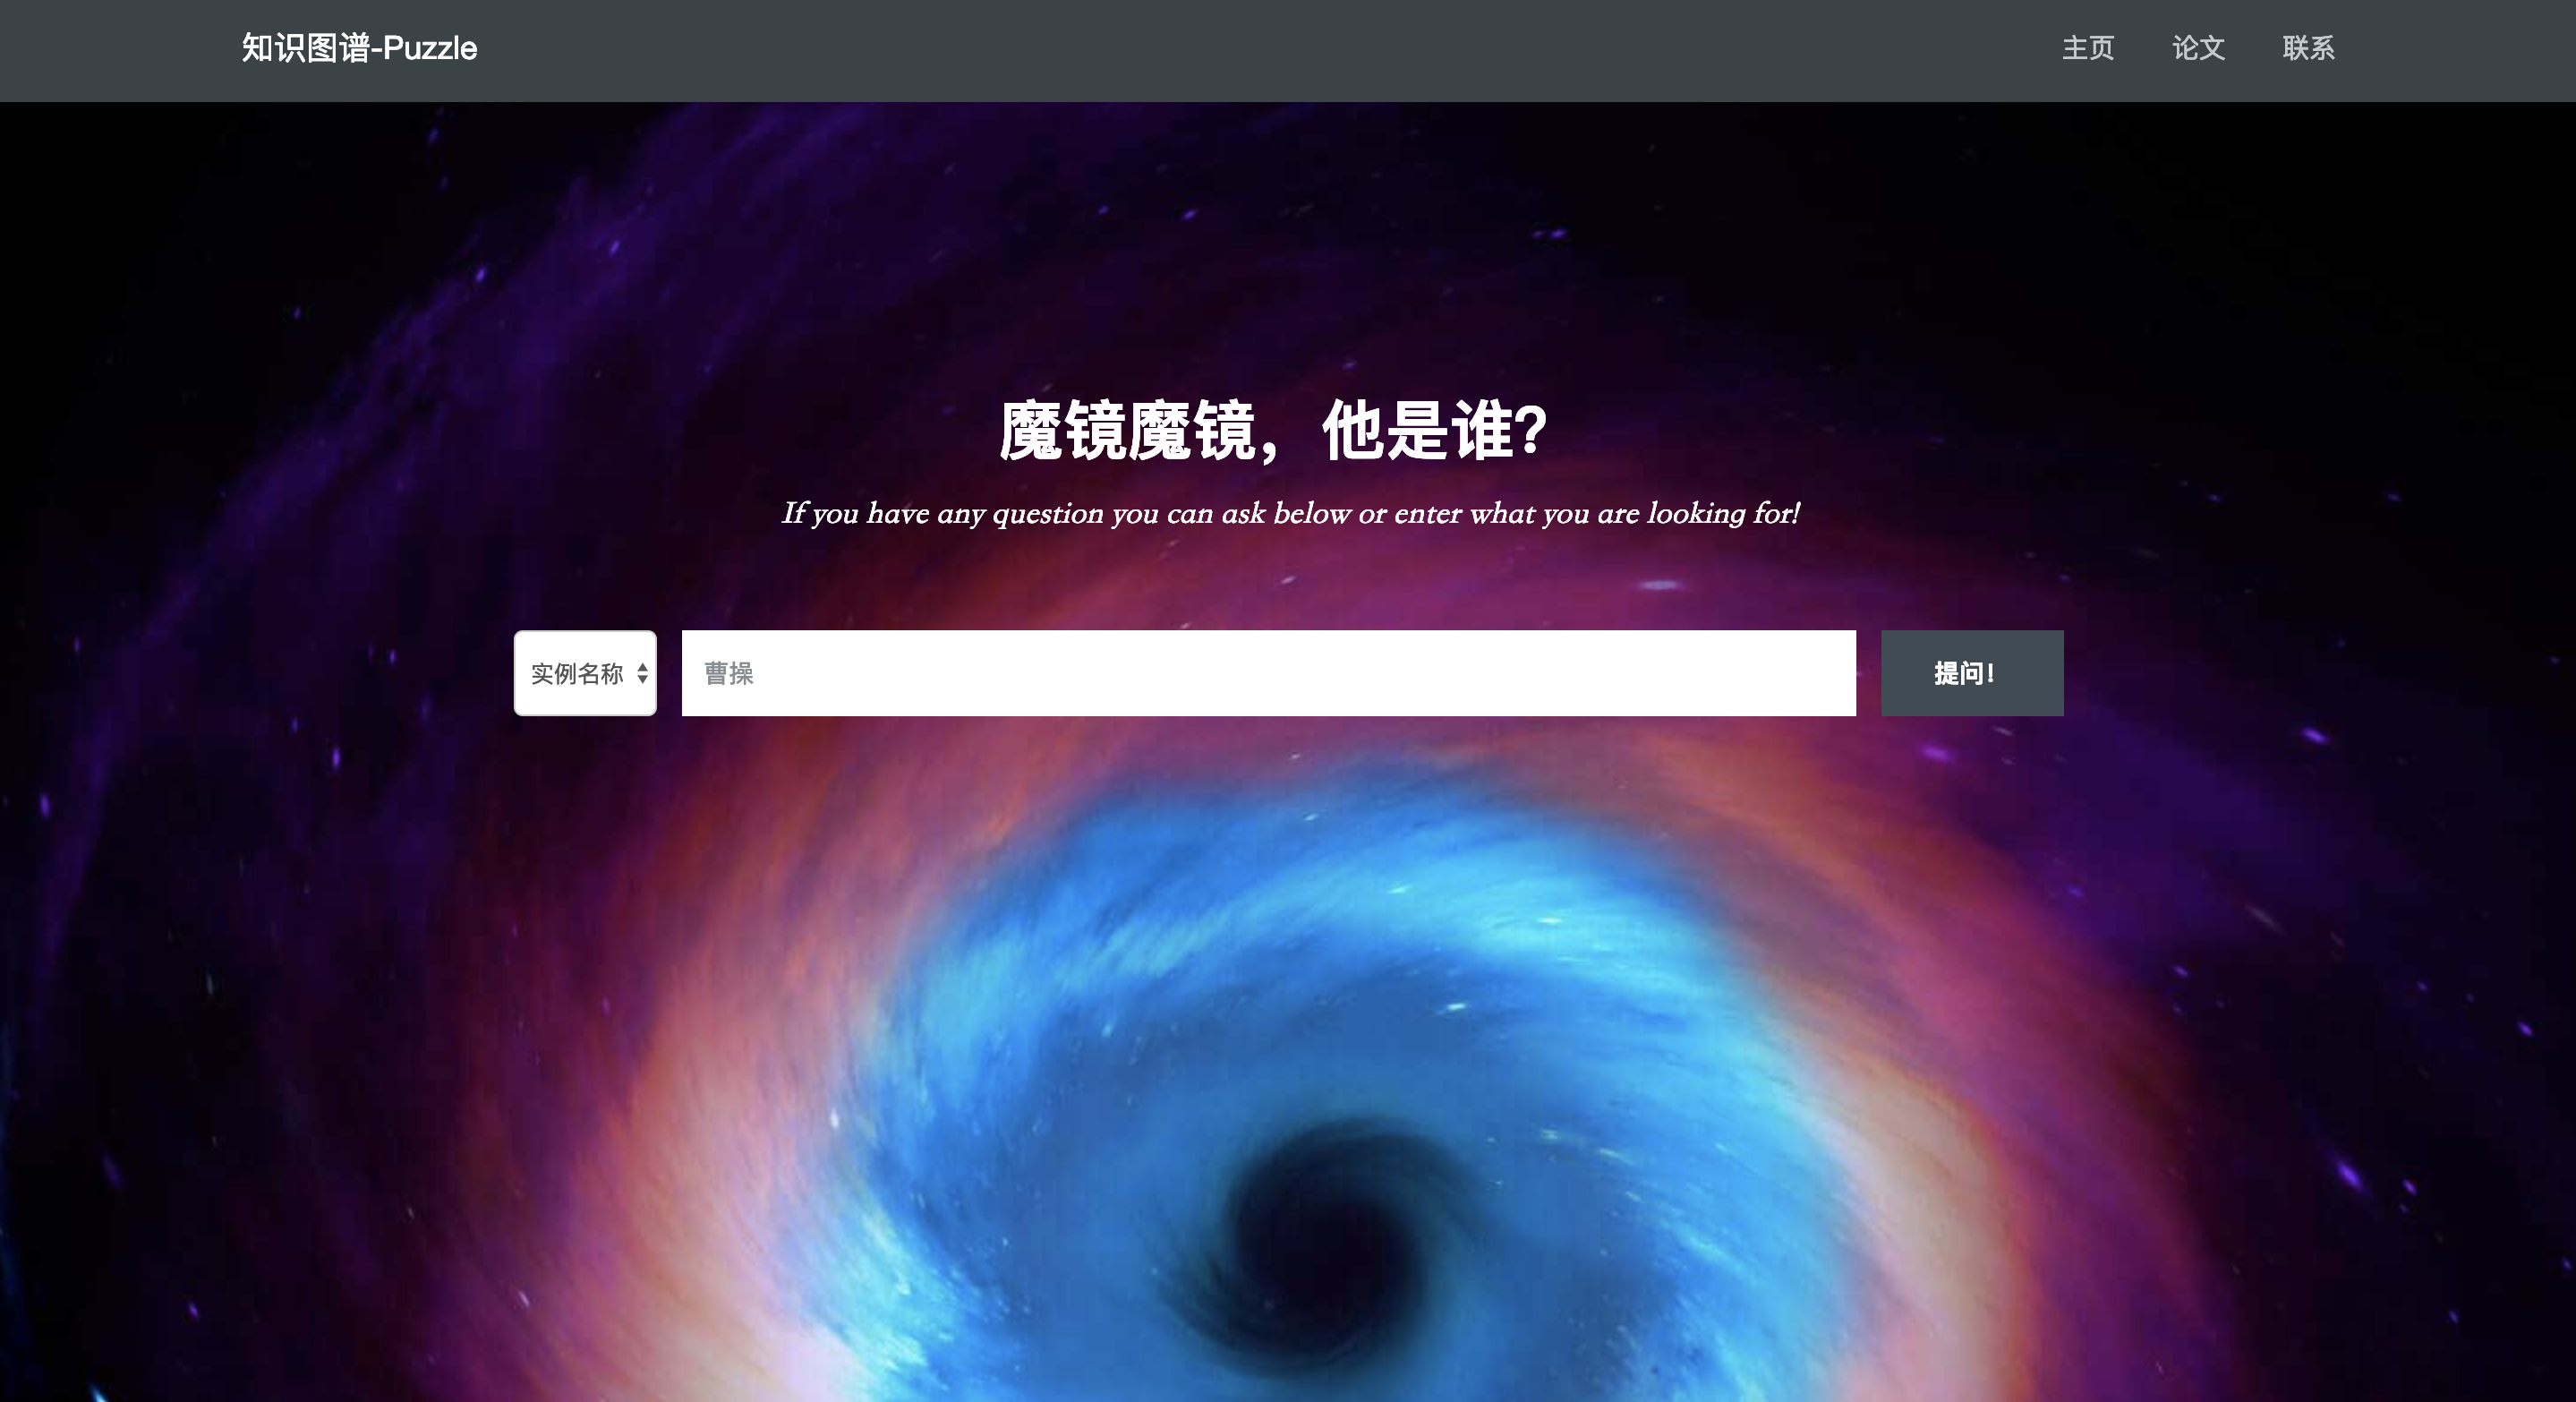 知识图谱-Puzzle
主页 论文 联系
魔镜魔镜，他是谁？
If you have any question you can ask below or enter what you are looking for!
实例名称 曹操 提问！